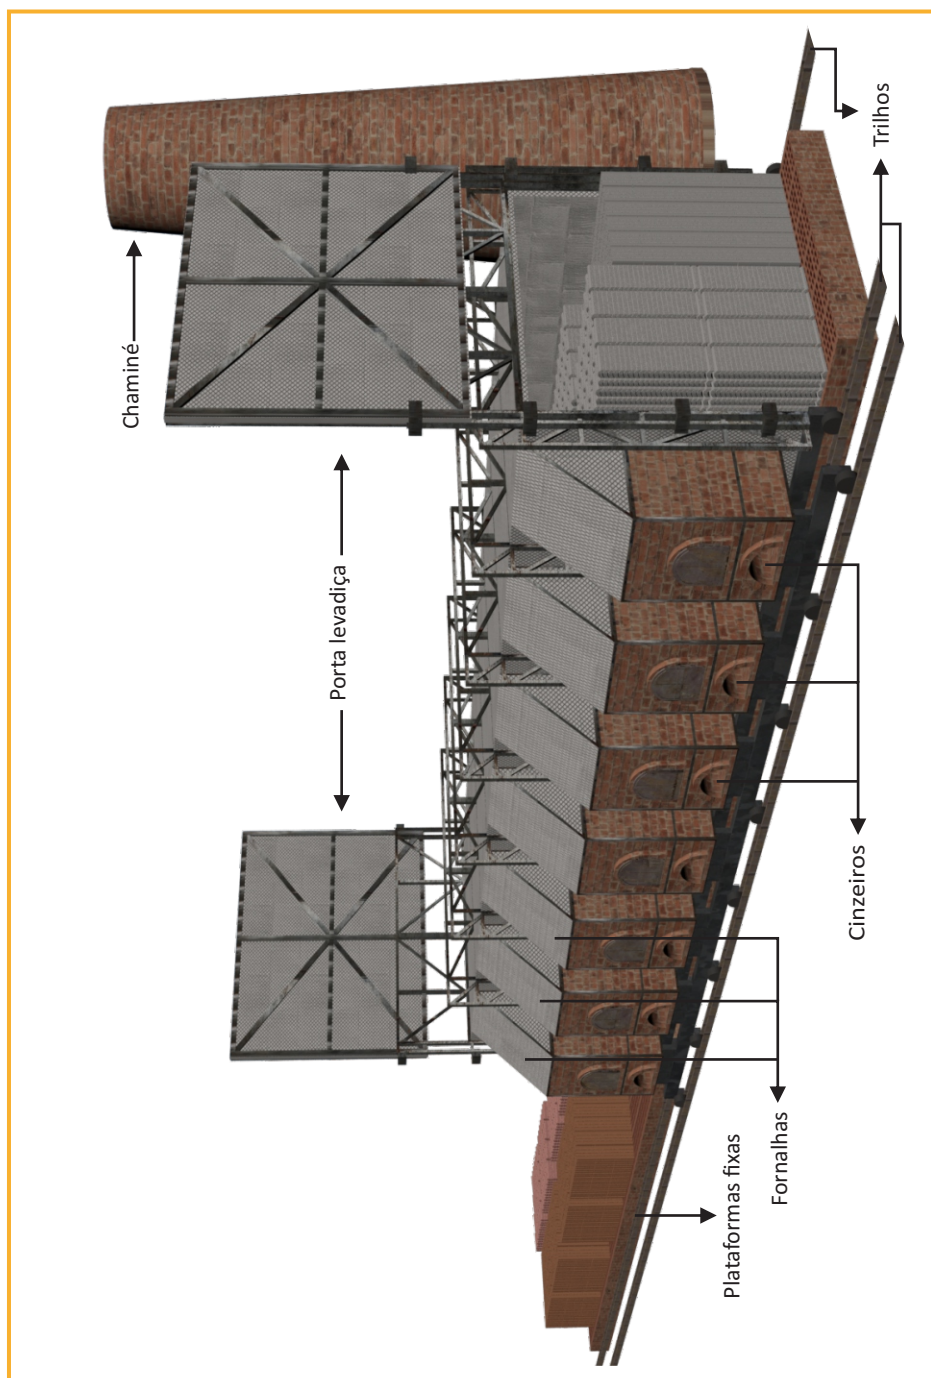 Chaminé
Porta levadiça
Trilhos
Cinzeiros
Fornalhas
Plataformas fixas